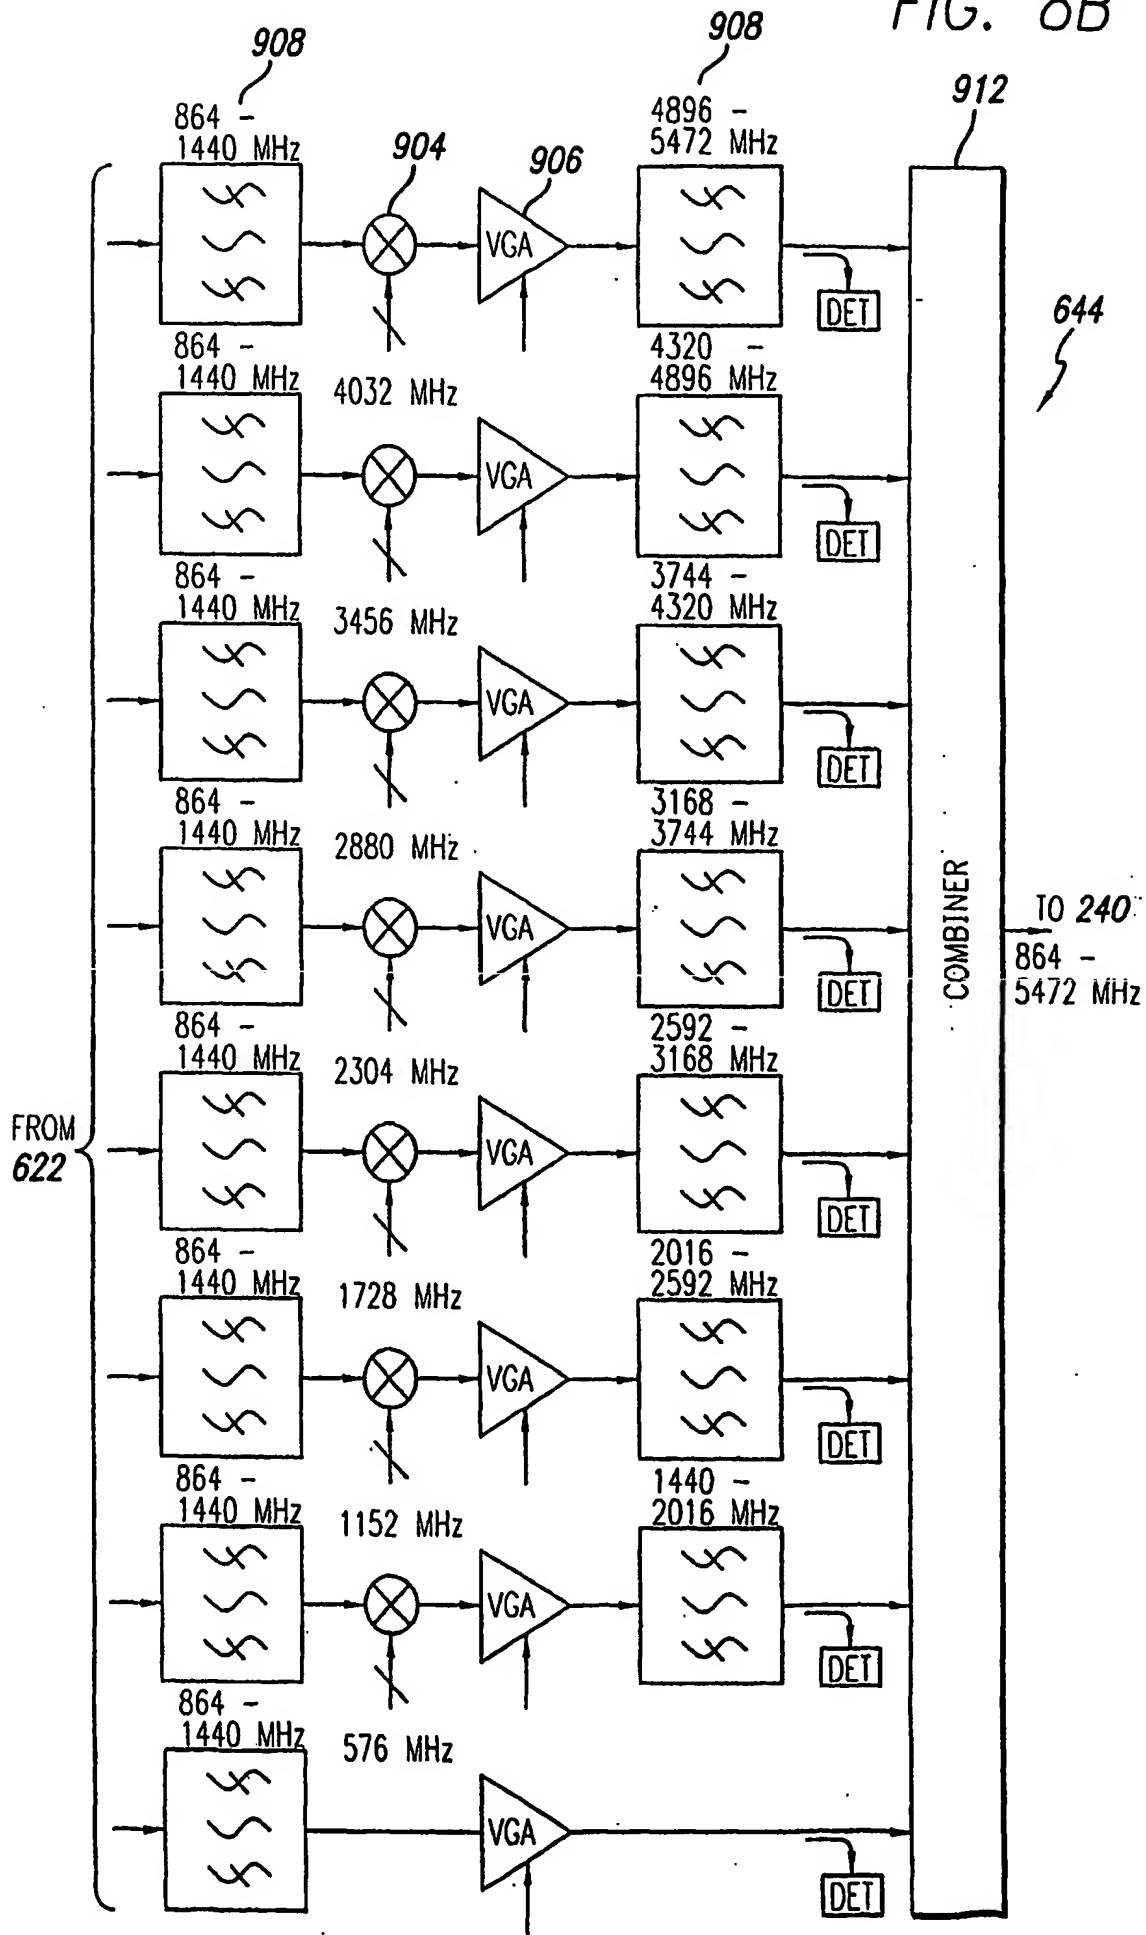 FIG. 8B
908
908
912
864 -
1440 MHz
904
906
4896 -
5472 MHz
VGA
DET
644
864 -
1440 MHz
4032 MHz
4320 -
4896 MHz
VGA
DET
864 -
1440 MHz
3456 MHz
3744 -
4320 MHz
VGA
DET
864 -
1440 MHz
2880 MHz
3168 -
3744 MHz
VGA
DET
COMBINER
TO 240
864 -
5472 MHz
864 -
1440 MHz
2304 MHz
2592 -
3168 MHz
FROM
622
VGA
DET
864 -
1440 MHz
1728 MHz
2016 -
2592 MHz
VGA
DET
864 -
1440 MHz
1152 MHz
1440 -
2016 MHz
VGA
DET
864 -
1440 MHz
576 MHz
VGA
DET